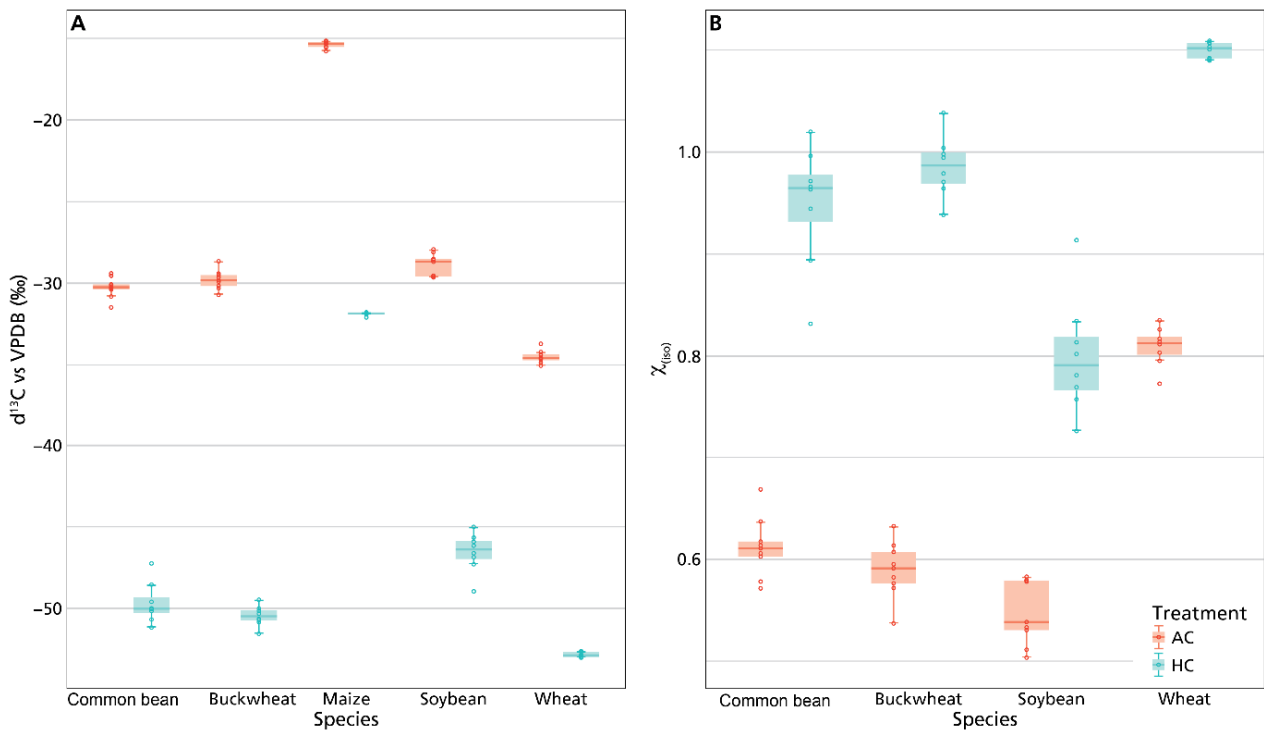 A
d¹³C vs VPDB (‰)
−20
−30
−40
−50
Common bean
Buckwheat
Maize
Soybean
Wheat
Species
B
χ(iso)
1.0
0.8
0.6
Treatment
AC
HC
Common bean
Buckwheat
Soybean
Wheat
Species